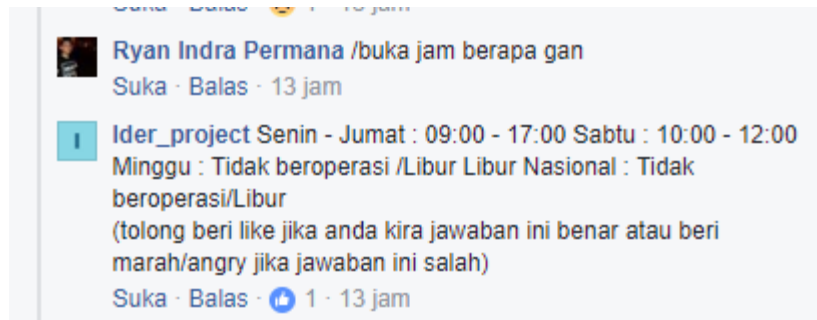 Ryan Indra Permana /buka jam berapa gan
Suka · Balas · 13 jam
I
Ider_project Senin - Jumat : 09:00 - 17:00 Sabtu : 10:00 - 12:00
Minggu : Tidak beroperasi /Libur Libur Nasional : Tidak
beroperasi/Libur
(tolong beri like jika anda kira jawaban ini benar atau beri
marah/angry jika jawaban ini salah)
Suka · Balas · 1 · 13 jam